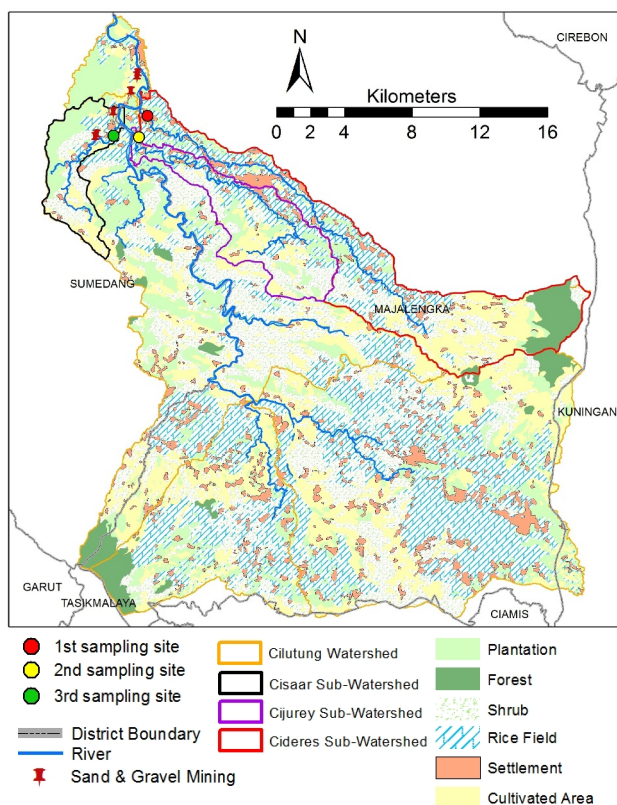 CIREBON
N
Kilometers
0 1 2 4 8 12 16
SUMEDANG
MAJALENGKA
KUNINGAN
GARUT
TASIKMALAYA
CIAMIS
1st sampling site
2nd sampling site
3rd sampling site
District Boundary
River
Sand & Gravel Mining
Cilutung Watershed
Cisaar Sub-Watershed
Cijurey Sub-Watershed
Cideres Sub-Watershed
Plantation
Forest
Shrub
Rice Field
Settlement
Cultivated Area